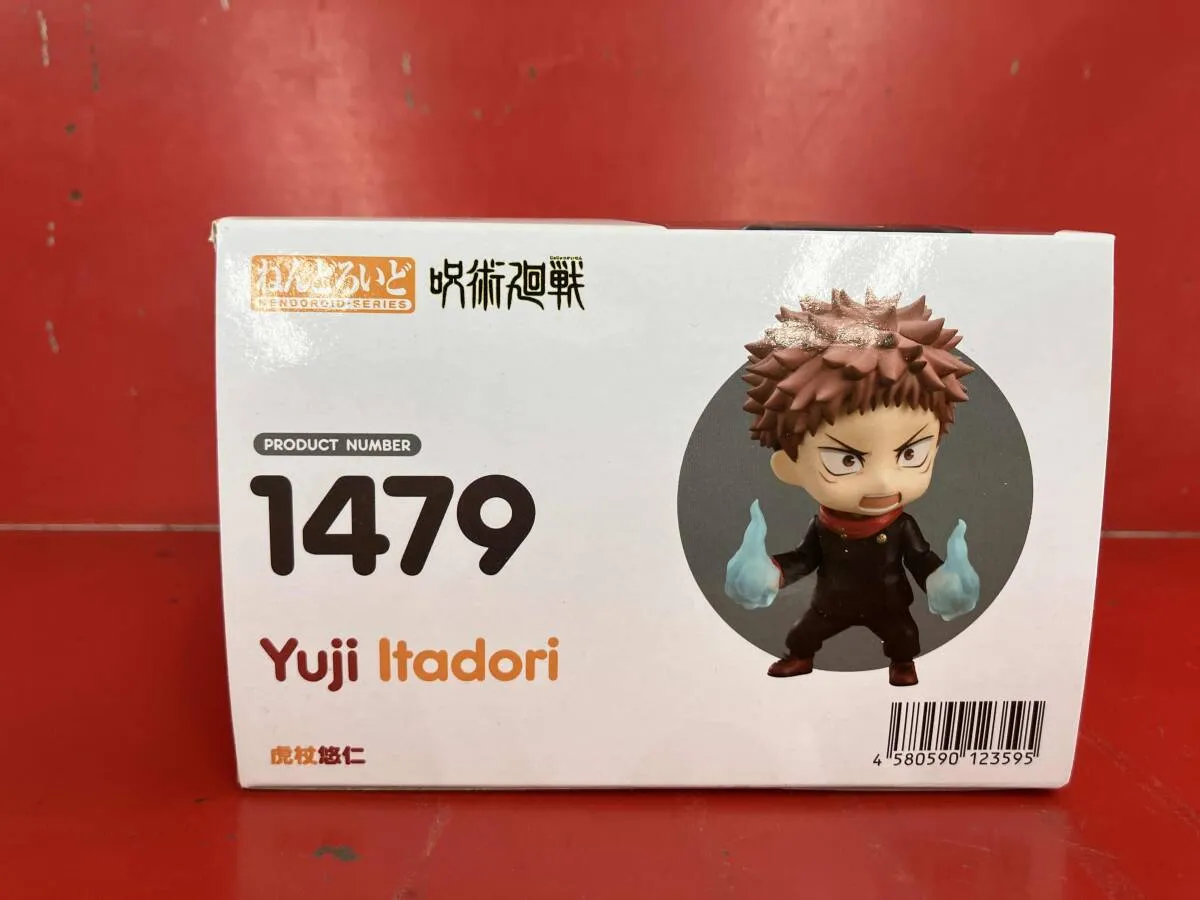 ねんどろいど
NENDOROID·SERIES
呪術廻戦
PRODUCT NUMBER
1479
Yuji Itadori
虎杖悠仁
4 580590 123595